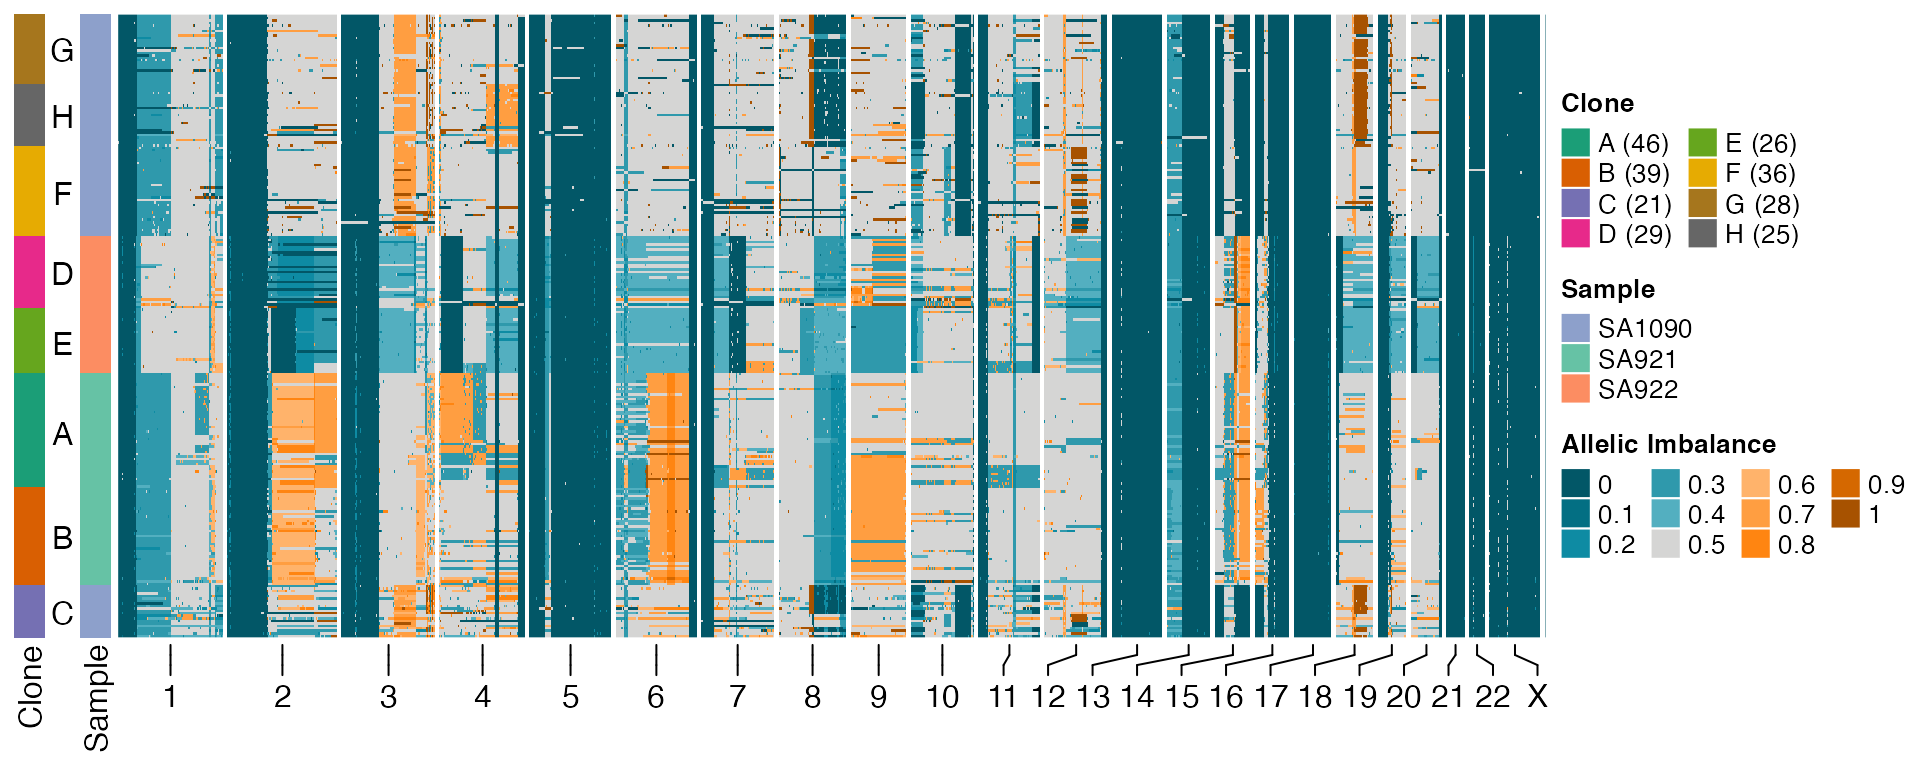 G
H
F
D
E
A
B
C
Clone
Sample
1 2 3 4 5 6 7 8 9 10 11 12 13 14 15 16 17 18 19 20 21 22 X
Clone
A (46) E (26)
B (39) F (36)
C (21) G (28)
D (29) H (25)
Sample
SA1090
SA921
SA922
Allelic Imbalance
0 0.3 0.6 0.9
0.1 0.4 0.7 1
0.2 0.5 0.8